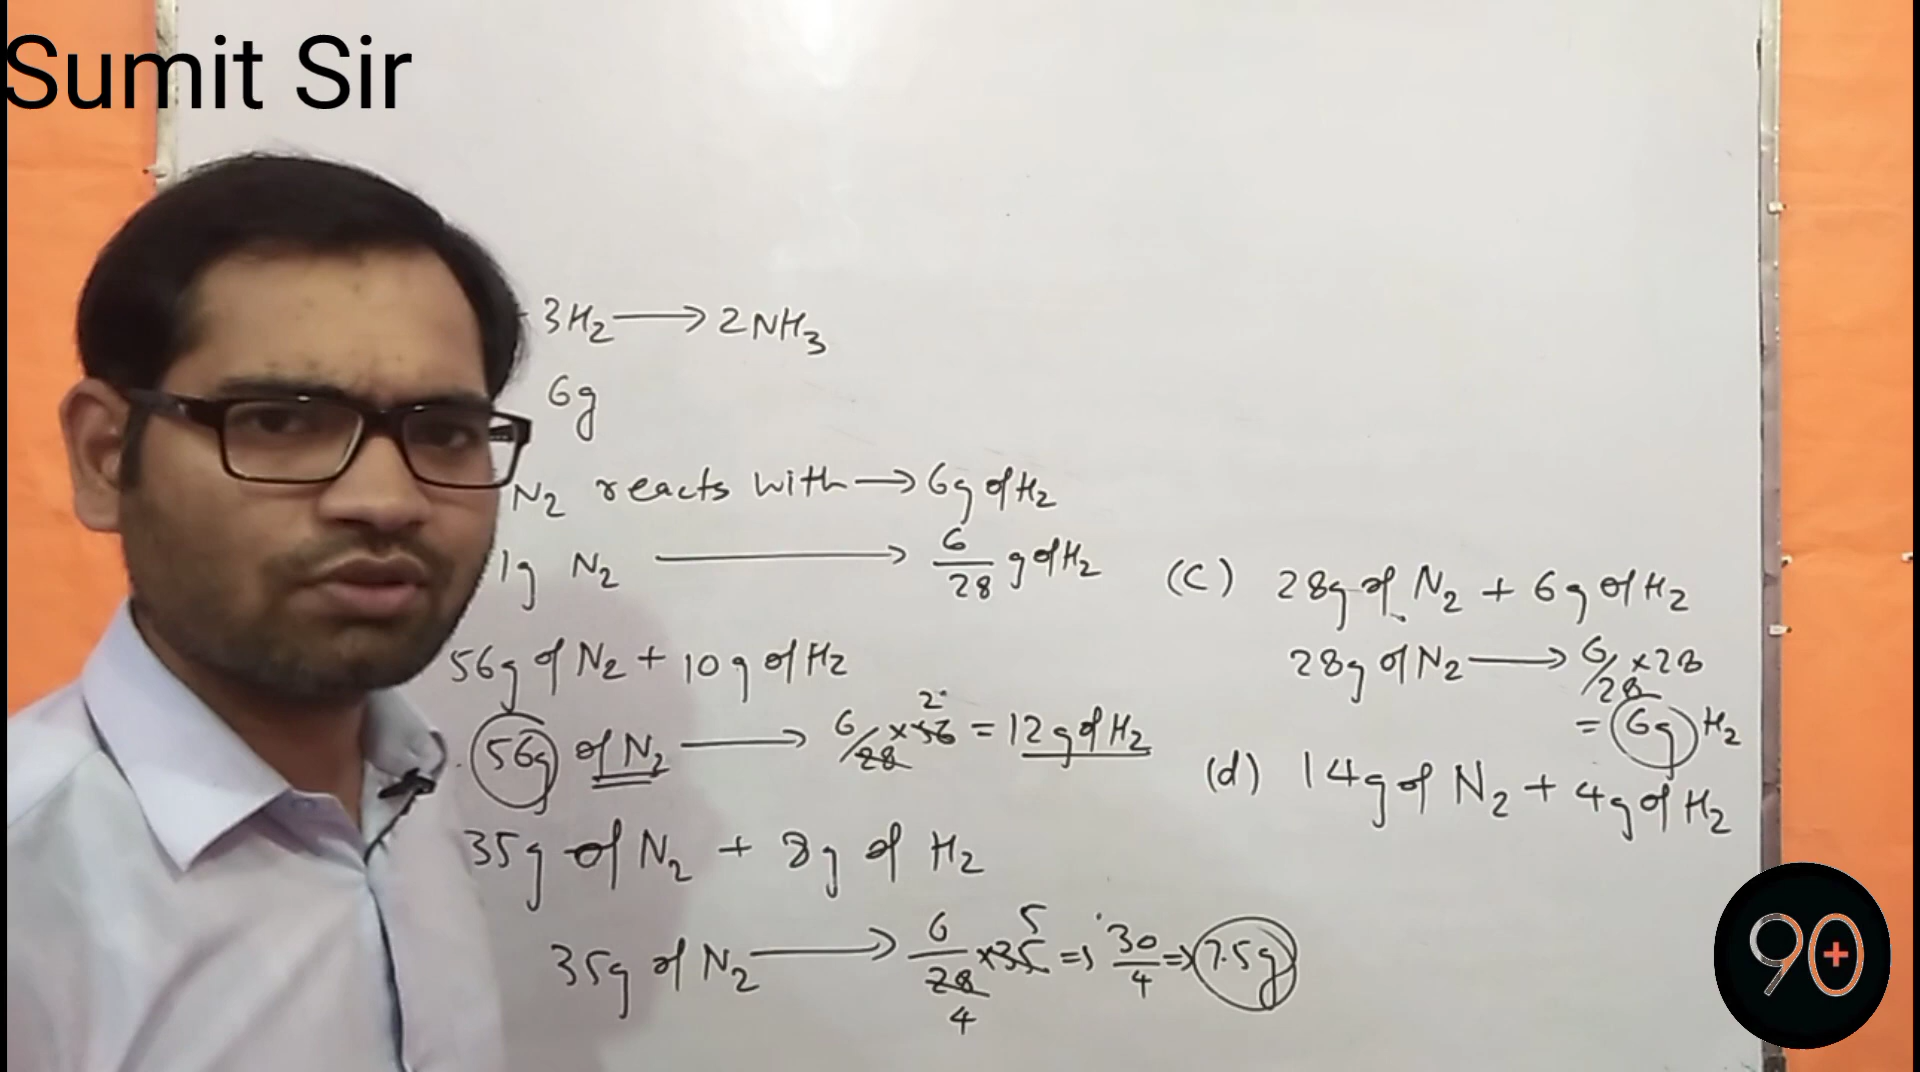 Sumit Sir
3H₂ ⟶ 2NH₃
6g
N₂ reacts with ⟶ 6g of H₂
1g N₂ ⟶ 6/28 g of H₂
56g of N₂ + 10g of H₂
56g of N₂ ⟶ 6/28 × 56 2 = 12g of H₂
35g of N₂ + 8g of H₂
35g of N₂ ⟶ 6/28 × 35 5 4 ⇒ 30/4 ⇒ 7.5g
(C) 28g of N₂ + 6g of H₂
28g of N₂ ⟶ 6/28 × 28
= 6g H₂
(d) 14g of N₂ + 4g of H₂
90+